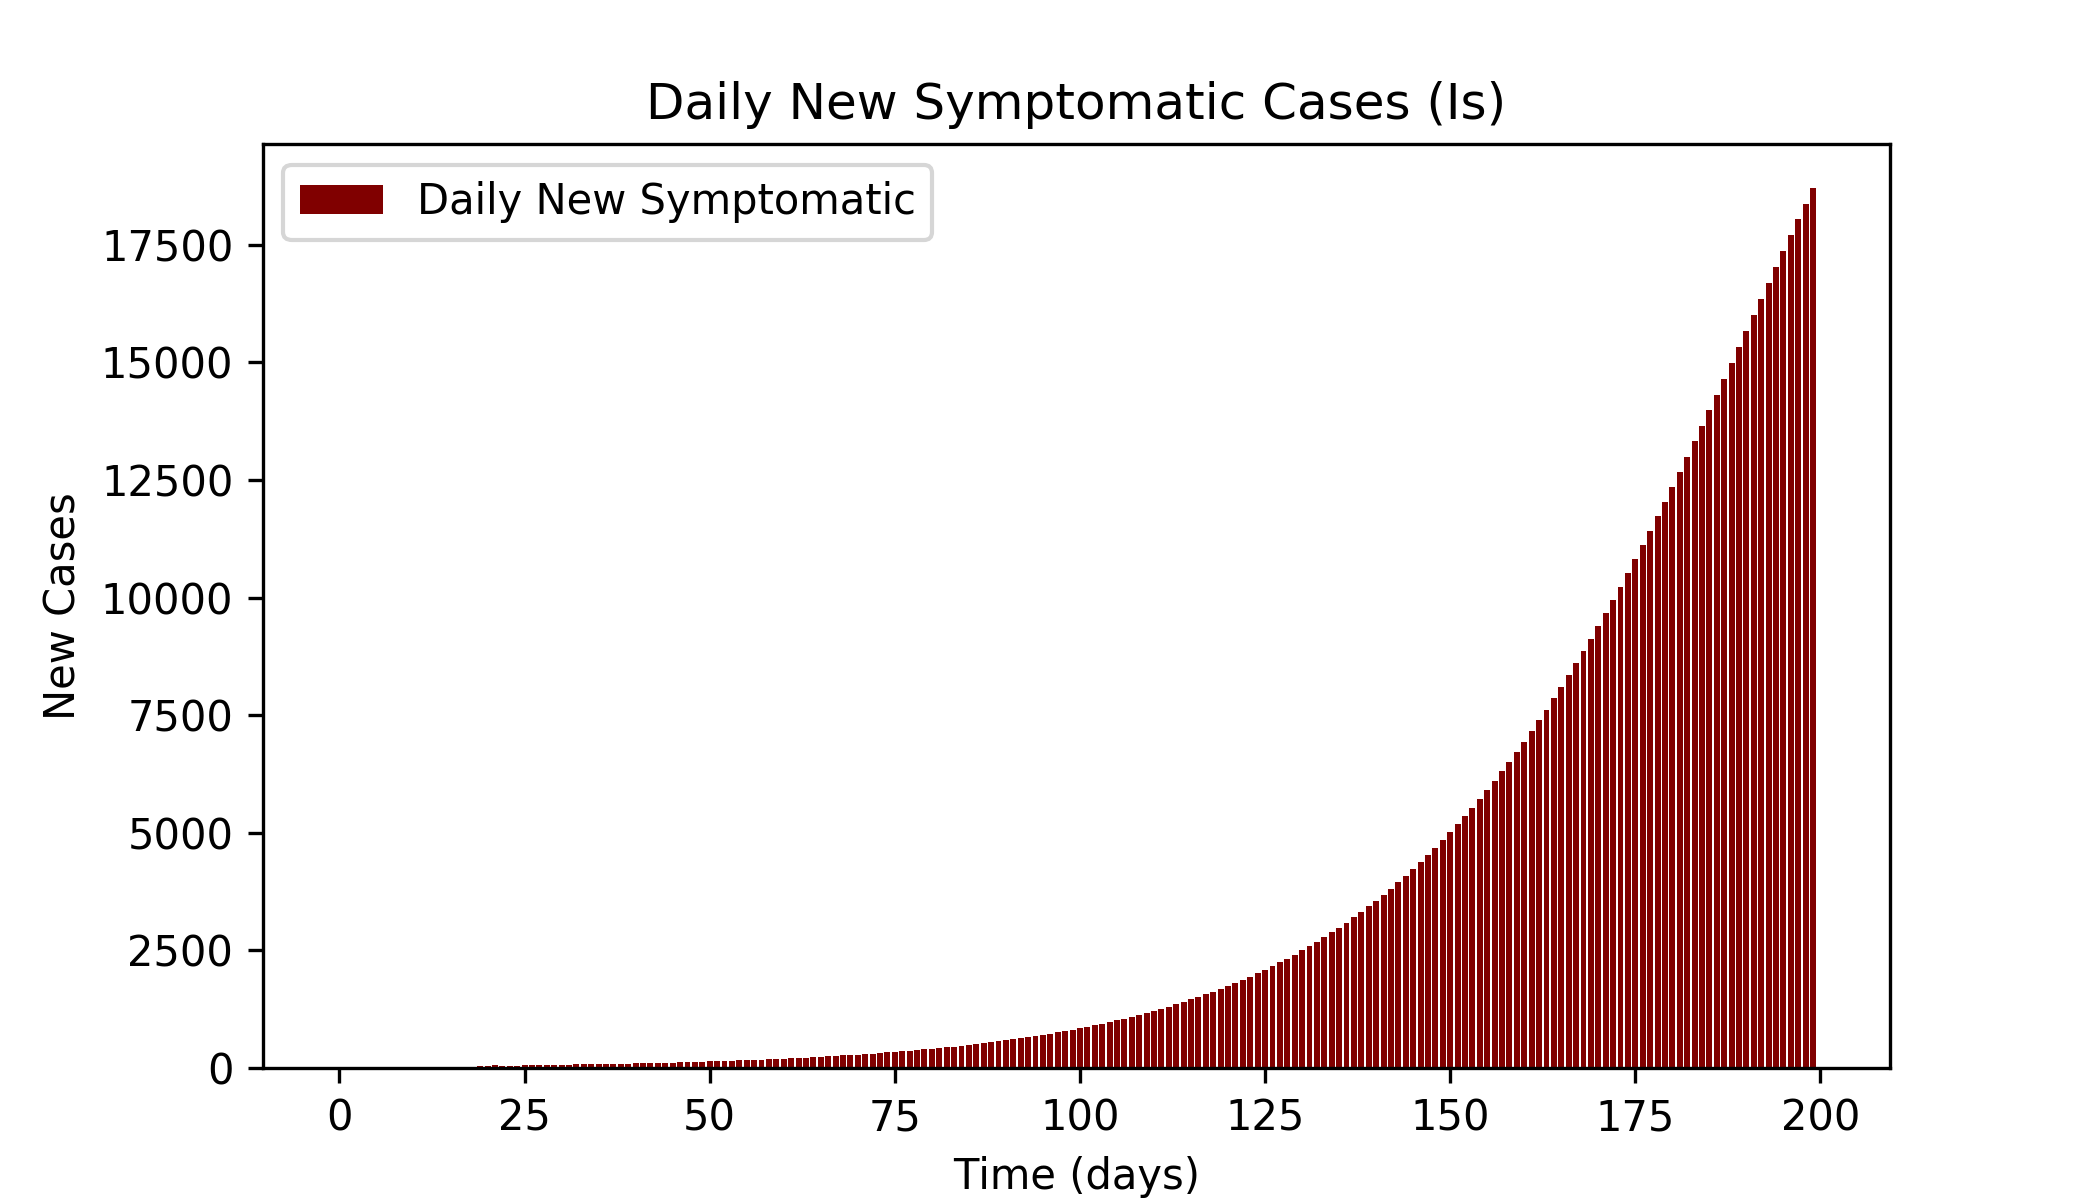 Daily New Symptomatic Cases (Is)
Daily New Symptomatic
17500
15000
12500
10000
7500
5000
2500
0
New Cases
0 25 50 75 100 125 150 175 200
Time (days)